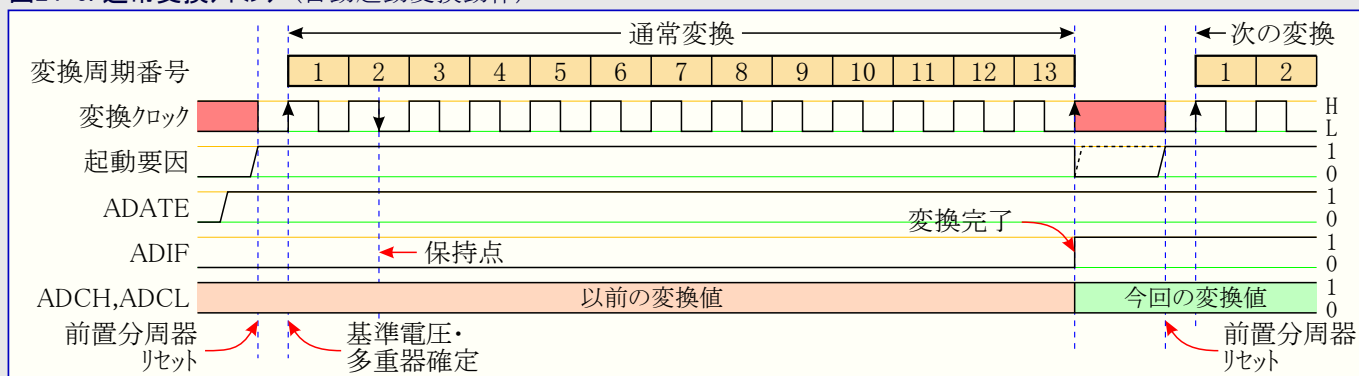 通常変換
次の変換
変換周期番号 1 2 3 4 5 6 7 8 9 10 11 12 13 1 2
変換ｸﾛｯｸ H L
起動要因 1 0
ADATE 1 0
変換完了
ADIF 保持点 1 0
ADCH,ADCL 以前の変換値 今回の変換値 1 0
前置分周器
ﾘｾｯﾄ
基準電圧・
多重器確定
前置分周器
ﾘｾｯﾄ